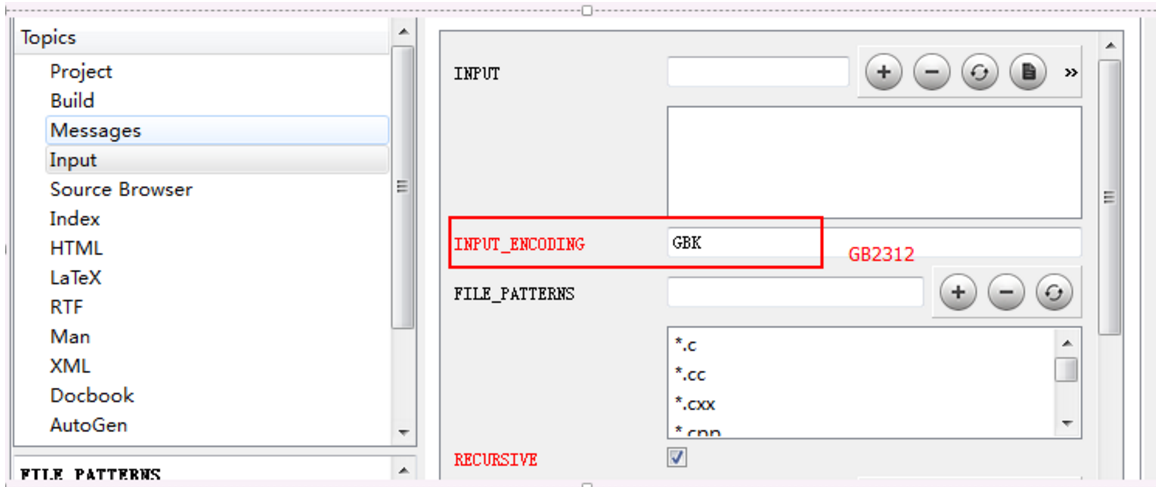 Topics
Project
Build
Messages
Input
Source Browser
Index
HTML
LaTeX
RTF
Man
XML
Docbook
AutoGen
FILE_PATTERNS
INPUT
INPUT_ENCODING GBK
GB2312
FILE_PATTERNS
*.c
*.cc
*.cxx
*.cpp
RECURSIVE